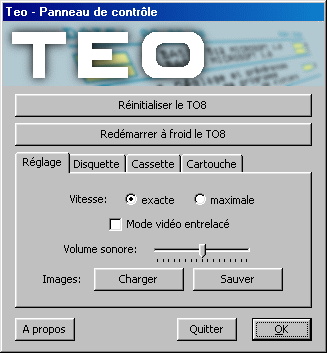 Teo - Panneau de contrôle
TEO
Réinitialiser le TO8
Redémarrer à froid le TO8
Réglage Disquette Cassette Cartouche
Vitesse: exacte maximale
Mode vidéo entrelacé
Volume sonore:
Images: Charger Sauver
A propos Quitter OK